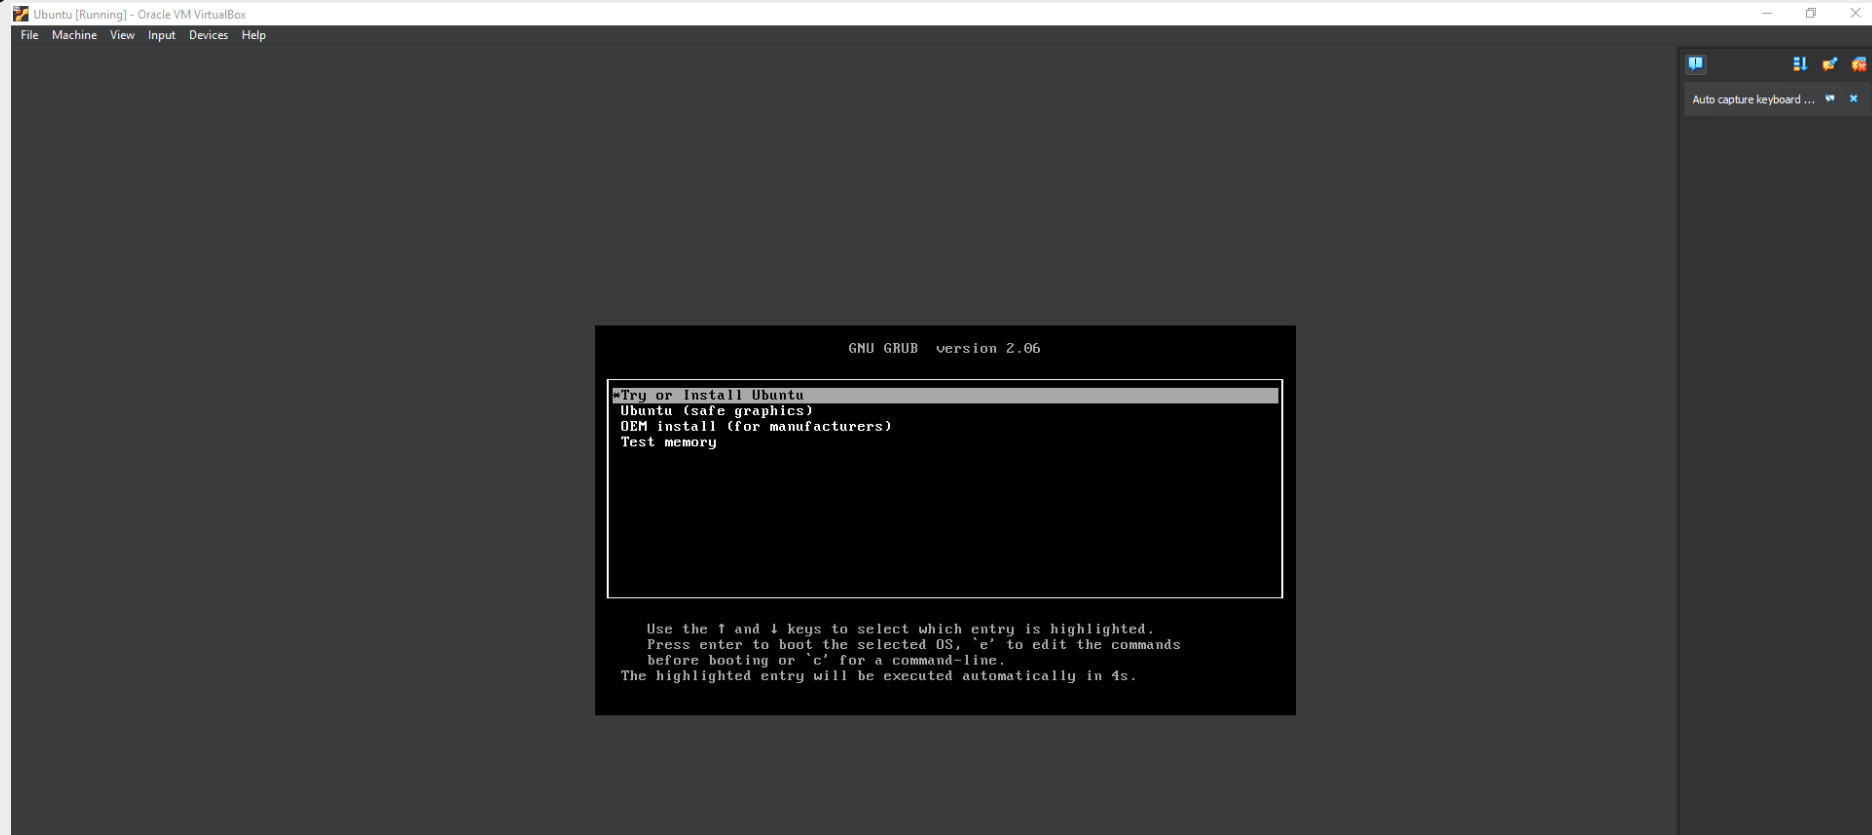 Ubuntu [Running] - Oracle VM VirtualBox
File Machine View Input Devices Help
Auto capture keyboard ...
GNU GRUB version 2.06
*Try or Install Ubuntu
Ubuntu (safe graphics)
OEM install (for manufacturers)
Test memory
Use the ↑ and ↓ keys to select which entry is highlighted.
Press enter to boot the selected OS, `e' to edit the commands
before booting or `c' for a command-line.
The highlighted entry will be executed automatically in 4s.